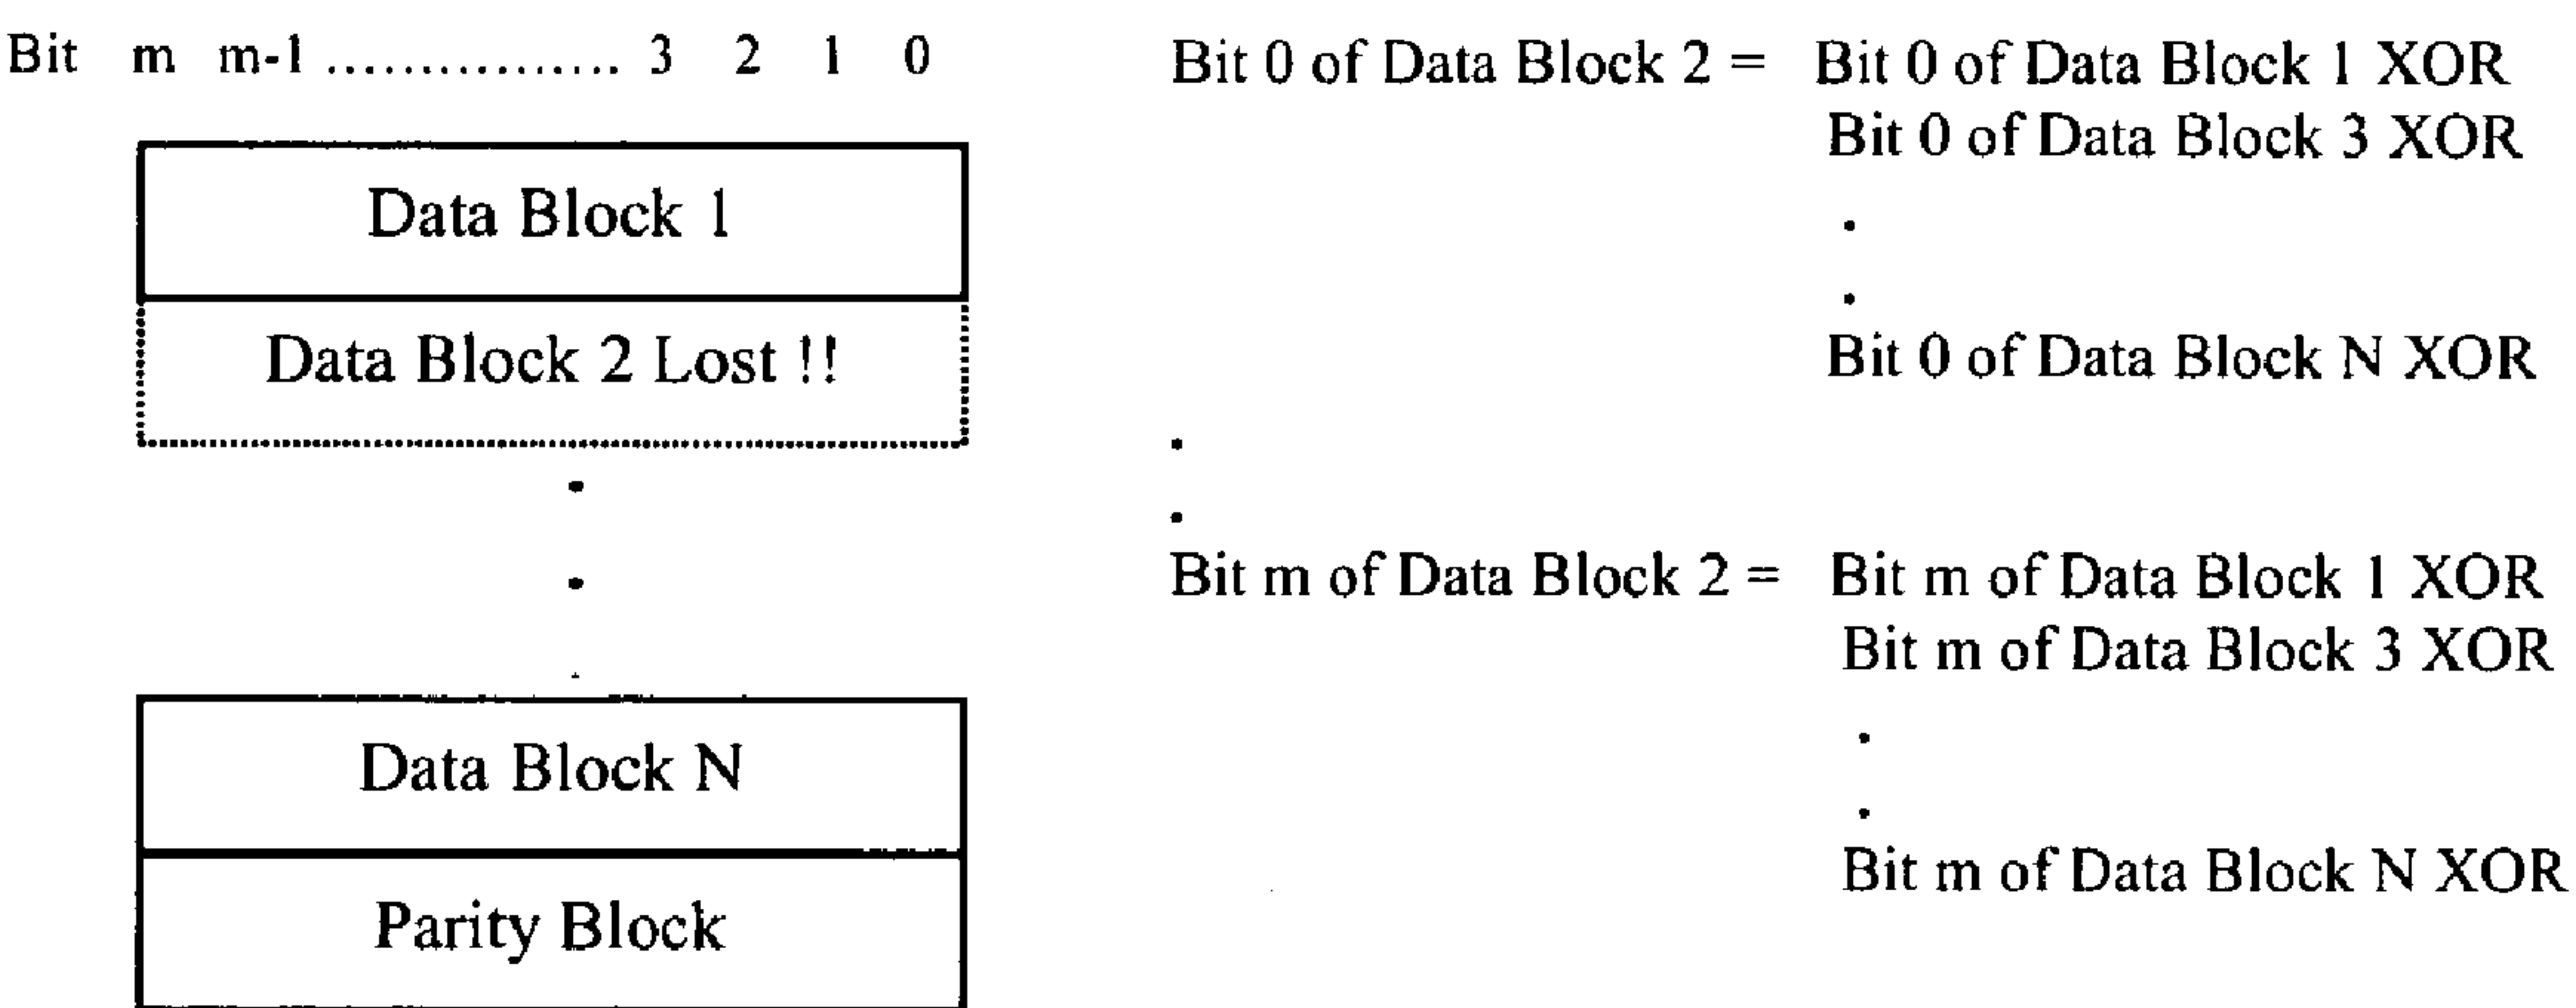 Bit m m-1 ................ 3 2 1 0
Data Block 1
Data Block 2 Lost !!
.
.
.
Data Block N
Parity Block
Bit 0 of Data Block 2 = Bit 0 of Data Block 1 XOR
Bit 0 of Data Block 3 XOR
.
.
Bit 0 of Data Block N XOR
.
.
Bit m of Data Block 2 = Bit m of Data Block 1 XOR
Bit m of Data Block 3 XOR
.
.
Bit m of Data Block N XOR